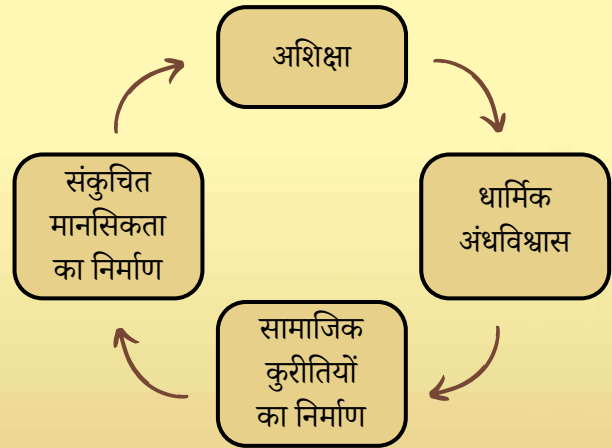 अशिक्षा
धार्मिक
अंधविश्वास
सामाजिक
कुरीतियों
का निर्माण
संकुचित
मानसिकता
का निर्माण